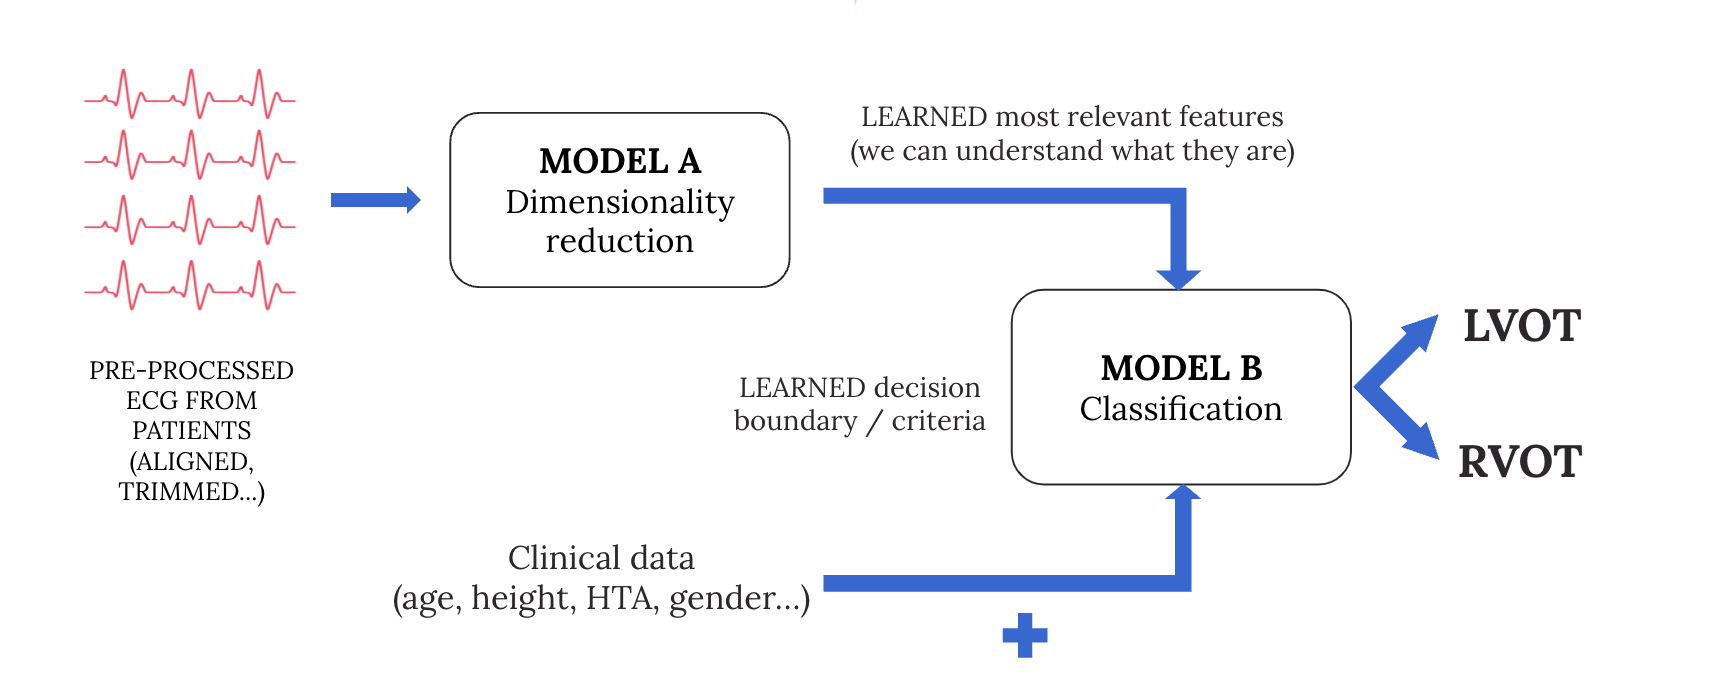 LEARNED most relevant features
(we can understand what they are)
MODEL A
Dimensionality
reduction
PRE-PROCESSED
ECG FROM
PATIENTS
(ALIGNED,
TRIMMED...)
LEARNED decision
boundary / criteria
MODEL B
Classification
LVOT
RVOT
Clinical data
(age, height, HTA, gender...)